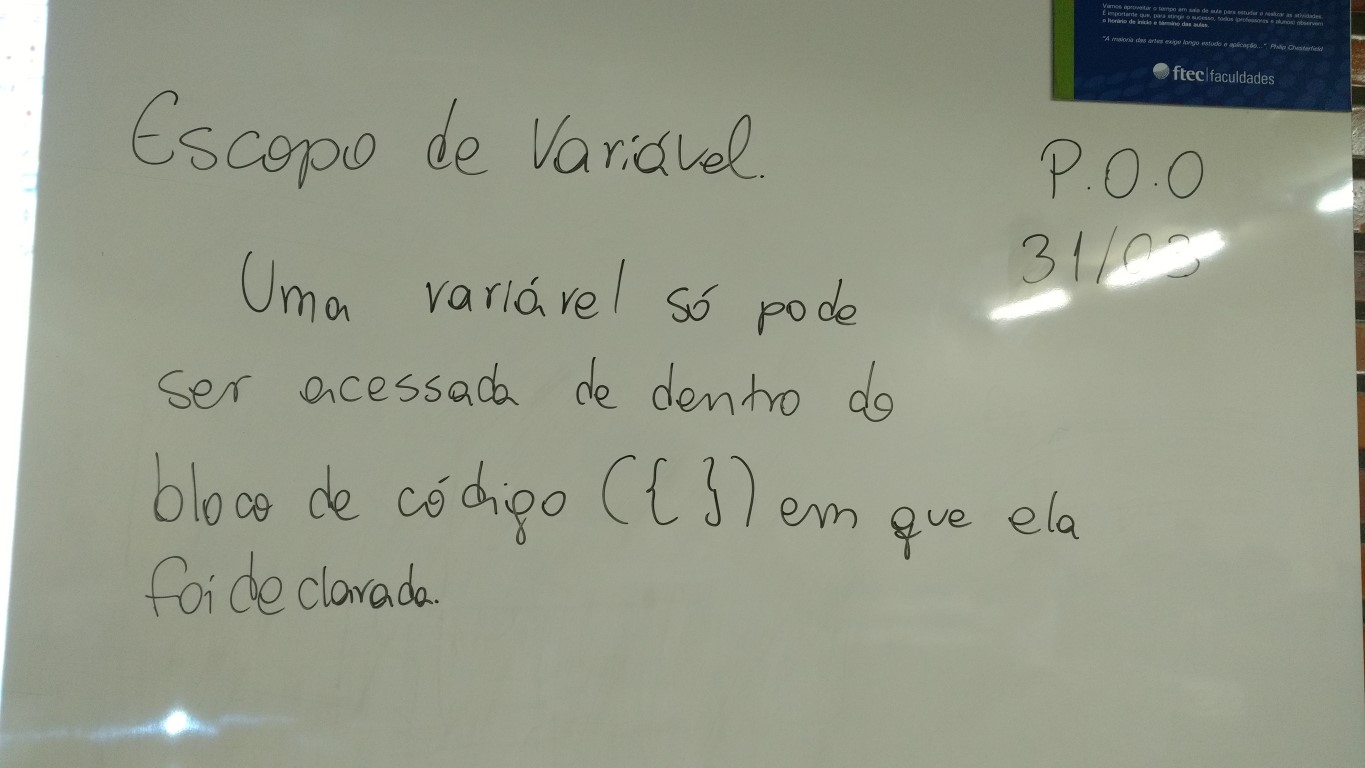 Vamos aproveitar o tempo em sala de aula para estudar e realizar as atividades.
É importante que, para atingir o sucesso, todos (professores e alunos) observem
o horário de início e término das aulas.
"A maioria das artes exige longo estudo e aplicação..." Philip Chesterfield
ftec|faculdades
Escopo de Variável.
P.O.O
31/03
Uma variável só pode
ser acessada de dentro do
bloco de código ({ }) em que ela
foi declarada.